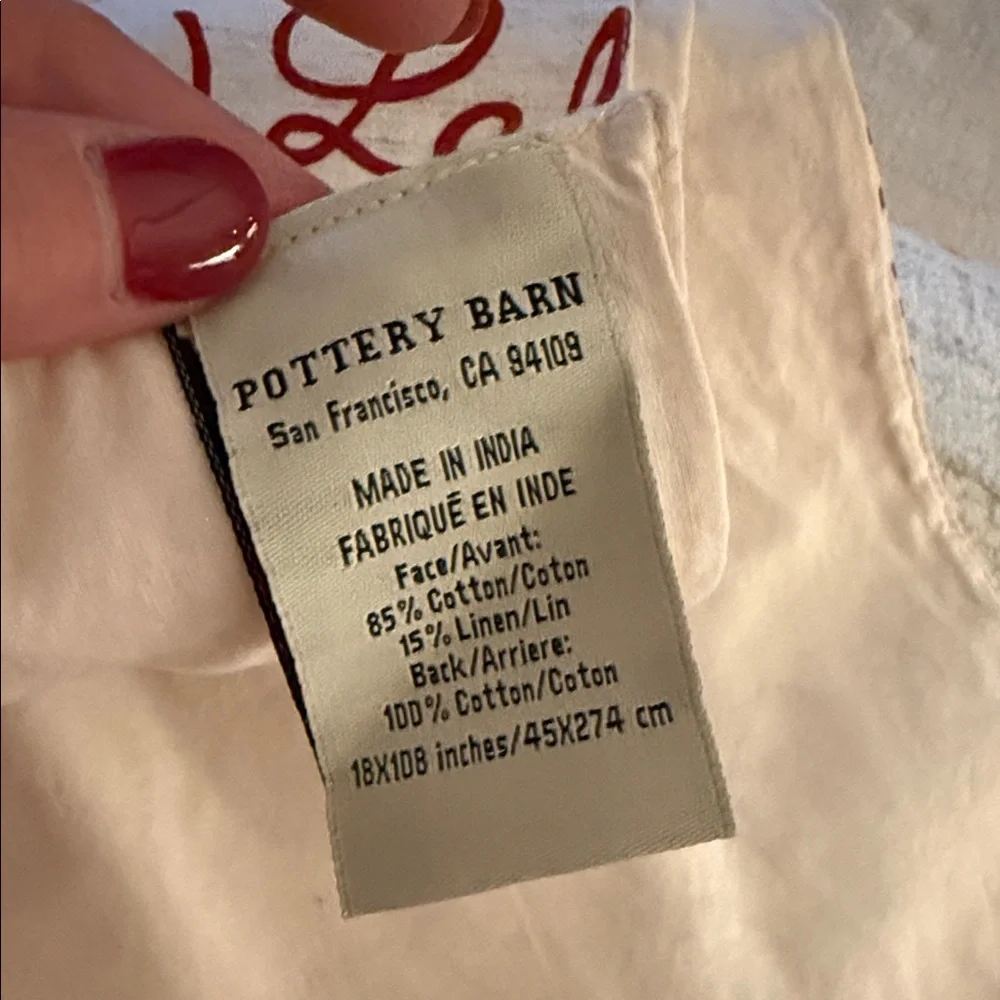 POTTERY BARN
San Francisco, CA 94109
MADE IN INDIA
FABRIQUĒ EN INDE
Face/Avant:
85% Cotton/Coton
15% Linen/Lin
Back/Arriere:
100% Cotton/Coton
18X108 inches/45X274 cm